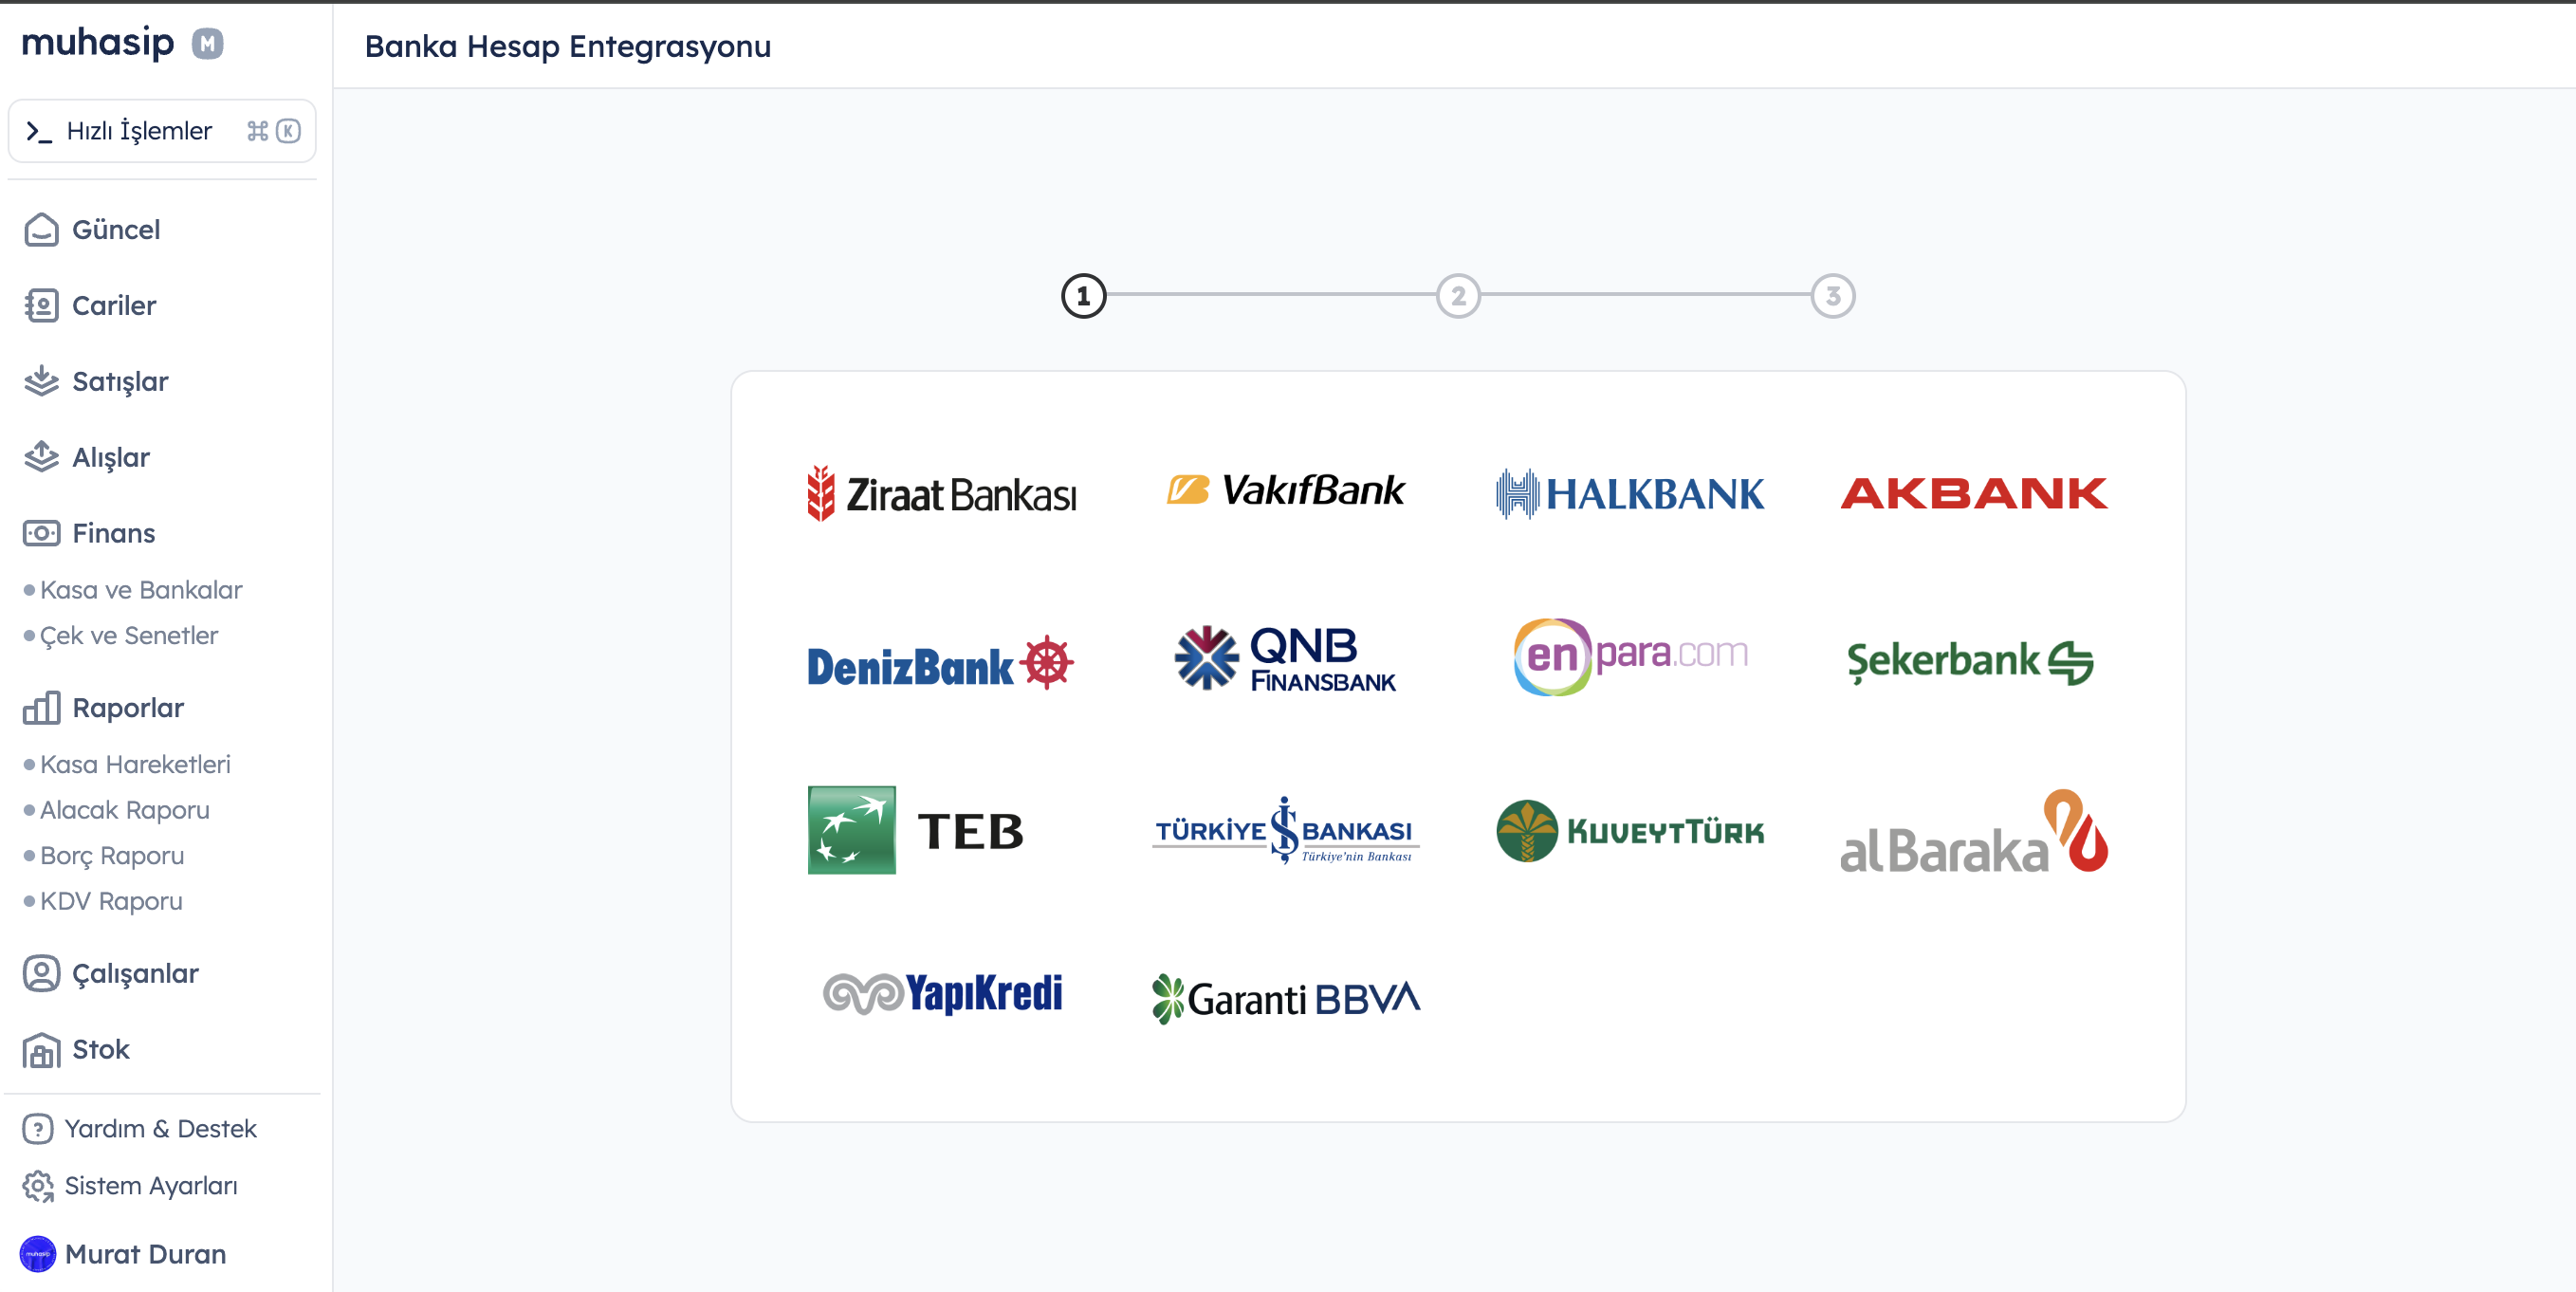 muhasip M
Banka Hesap Entegrasyonu
Hızlı İşlemler ⌘ K
Güncel
Cariler
Satışlar
Alışlar
Finans
Kasa ve Bankalar
Çek ve Senetler
Raporlar
Kasa Hareketleri
Alacak Raporu
Borç Raporu
KDV Raporu
Çalışanlar
Stok
Yardım & Destek
Sistem Ayarları
muhasip
Murat Duran
1 2 3
Ziraat Bankası
VakıfBank
HALKBANK
AKBANK
DenizBank
QNB
FİNANSBANK
enpara.com
Şekerbank
TEB
TÜRKİYE İŞ BANKASI
Türkiye'nin Bankası
KUVEYTTÜRK
alBaraka
YapıKredi
Garanti BBVA